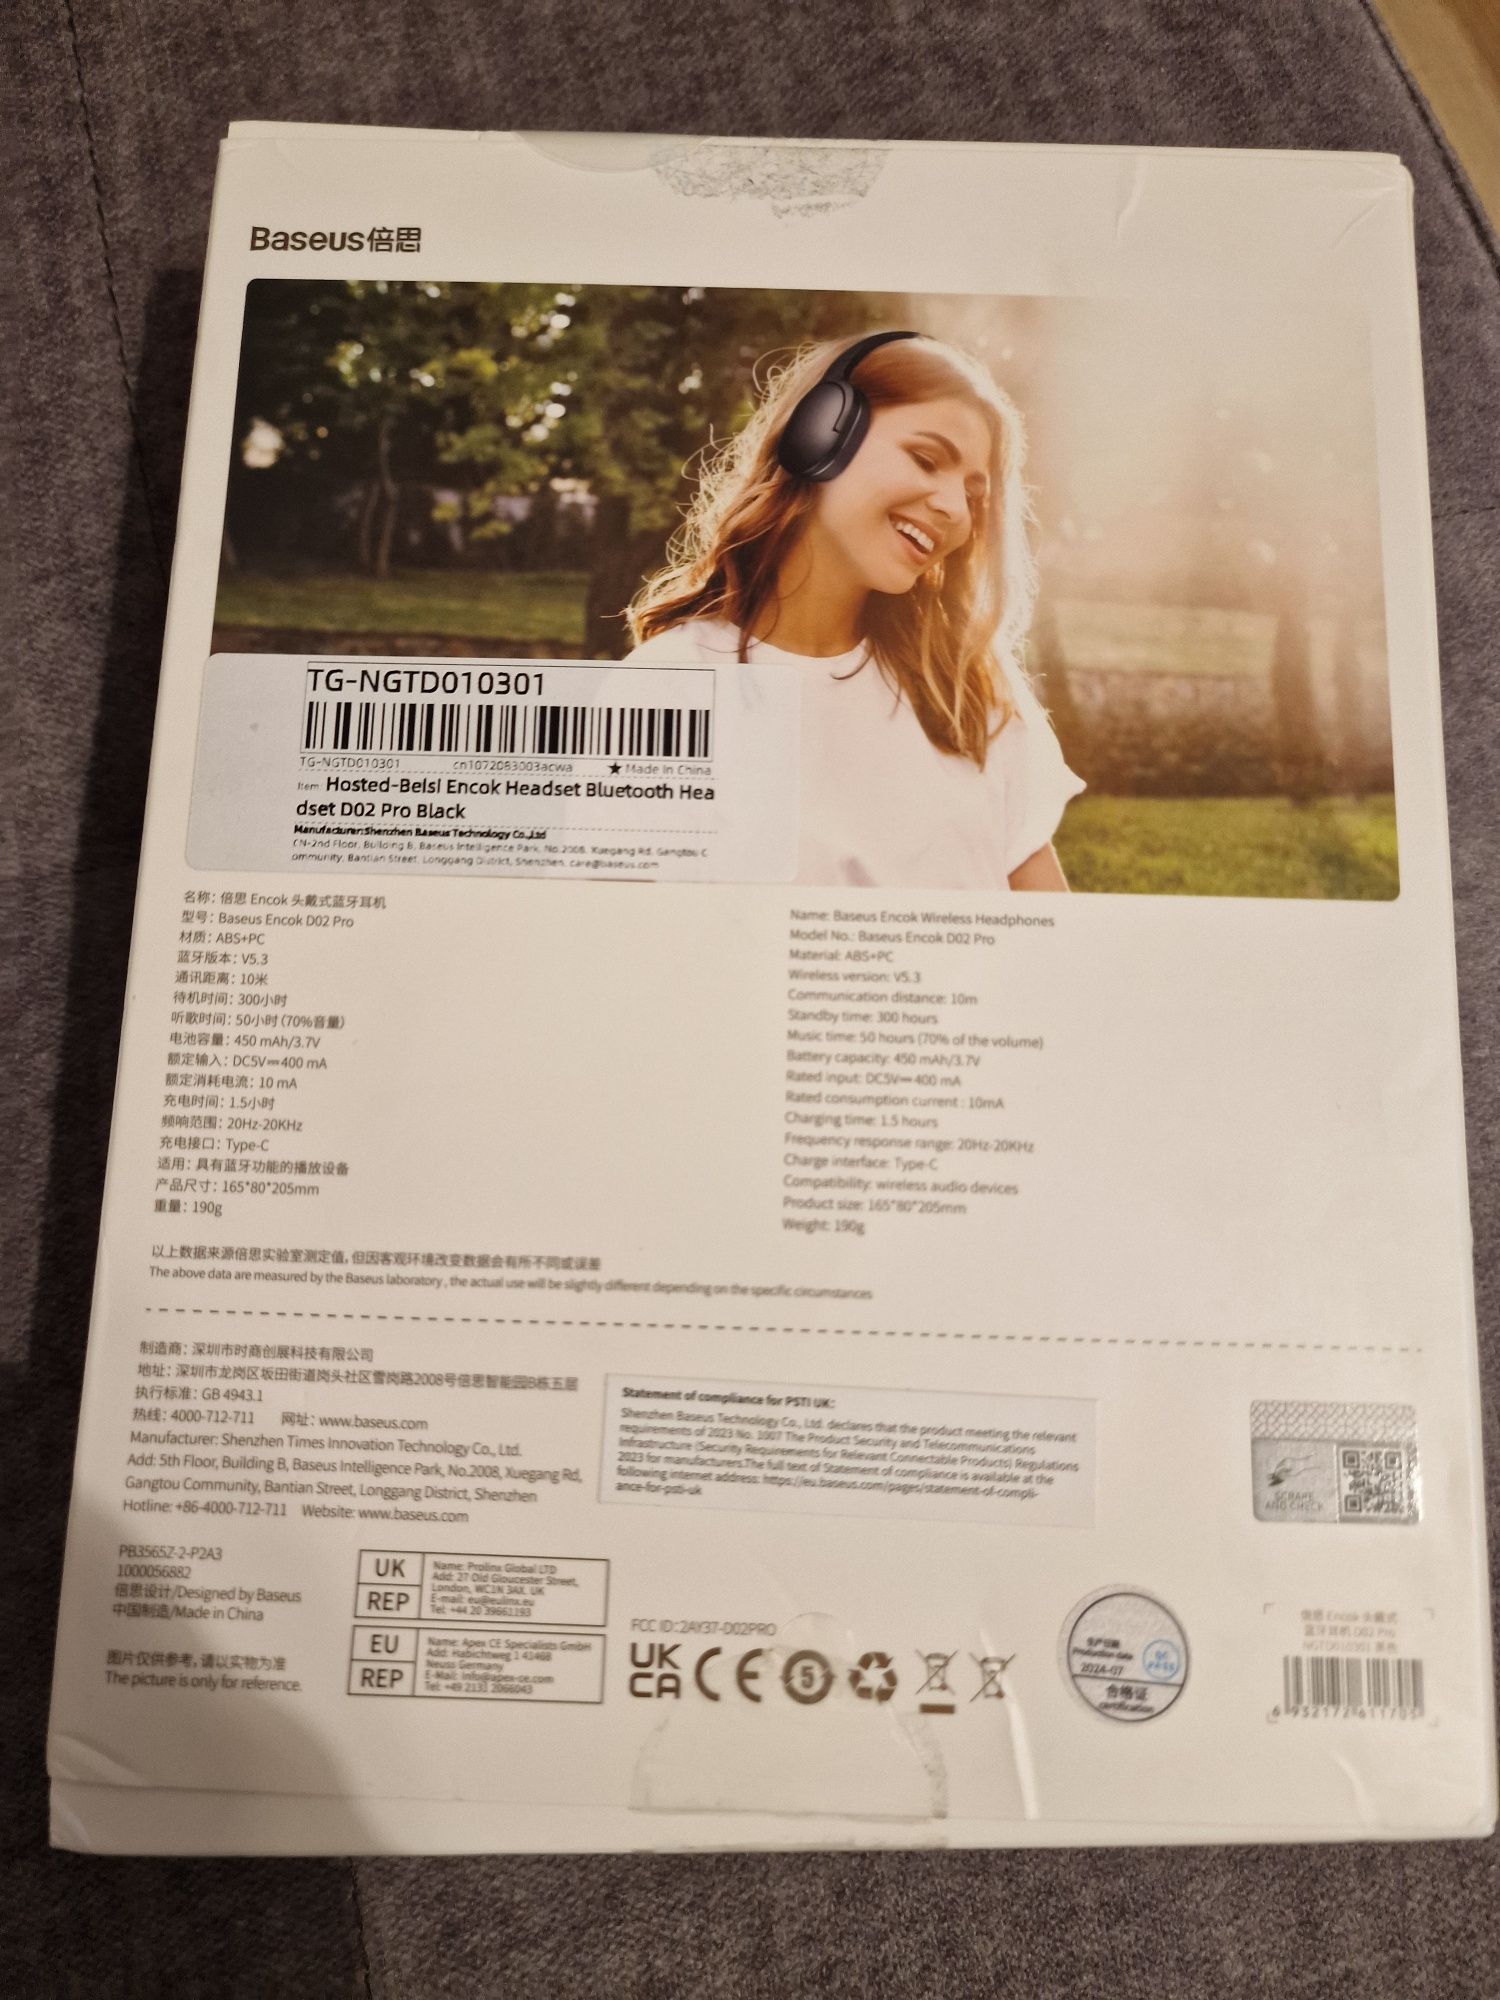 Baseus倍思
TG-NGTD010301
TG-NGTD010301 cn1072083003acwa ★Made In China
Item: Hosted-BeIsI Encok Headset Bluetooth Hea
dset D02 Pro Black
Manufacturer:Shenzhen Baseus Technology Co.,Ltd
CN-2nd Floor, Building B, Baseus Intelligence Park, No.2008, Xuegang Rd, Gangtou C
ommunity, Bantian Street, Longgang District, Shenzhen, care@baseus.com
名称：倍思 Encok 头戴式蓝牙耳机
型号：Baseus Encok D02 Pro
材质：ABS+PC
蓝牙版本：V5.3
通讯距离：10米
待机时间：300小时
听歌时间：50小时（70%音量）
电池容量：450 mAh/3.7V
额定输入：DC5V⎓400 mA
额定消耗电流：10 mA
充电时间：1.5小时
频响范围：20Hz-20KHz
充电接口：Type-C
适用：具有蓝牙功能的播放设备
产品尺寸：165*80*205mm
重量：190g
Name: Baseus Encok Wireless Headphones
Model No.: Baseus Encok D02 Pro
Material: ABS+PC
Wireless version: V5.3
Communication distance: 10m
Standby time: 300 hours
Music time: 50 hours (70% of the volume)
Battery capacity: 450 mAh/3.7V
Rated input: DC5V⎓400 mA
Rated consumption current : 10mA
Charging time: 1.5 hours
Frequency response range: 20Hz-20KHz
Charge interface: Type-C
Compatibility: wireless audio devices
Product size: 165*80*205mm
Weight: 190g
以上数据来源倍思实验室测定值，但因客观环境改变数据会有所不同或误差
The above data are measured by the Baseus laboratory , the actual use will be slightly different depending on the specific circumstances
制造商：深圳市时商创展科技有限公司
地址：深圳市龙岗区坂田街道岗头社区雪岗路2008号倍思智能园B栋五层
执行标准：GB 4943.1
热线：4000-712-711 网址：www.baseus.com
Manufacturer: Shenzhen Times Innovation Technology Co., Ltd.
Add: 5th Floor, Building B, Baseus Intelligence Park, No.2008, Xuegang Rd,
Gangtou Community, Bantian Street, Longgang District, Shenzhen
Hotline: +86-4000-712-711 Website: www.baseus.com
Statement of compliance for PSTI UK:
Shenzhen Baseus Technology Co., Ltd. declares that the product meeting the relevant
requirements of 2023 No. 1007 The Product Security and Telecommunications
Infrastructure (Security Requirements for Relevant Connectable Products) Regulations
2023 for manufacturers.The full text of Statement of compliance is available at the
following internet address: https://eu.baseus.com/pages/statement-of-compli-
ance-for-psti-uk
SCRAPE
AND CHECK
PB3565Z-2-P2A3
1000056882
倍思设计/Designed by Baseus
中国制造/Made in China
图片仅供参考，请以实物为准
The picture is only for reference.
UK
REP
Name: Prolinx Global LTD
Add: 27 Old Gloucester Street,
London, WC1N 3AX, UK
E-mail: eu@eulinx.eu
Tel: +44 20 39661193
EU
REP
Name: Apex CE Specialists GmbH
Add: Habichtweg 1 41468
Neuss Germany
E-Mail: info@apex-ce.com
Tel: +49 2131 2066043
FCC ID:2AY37-D02PRO
UK
CA
CE
5
生产日期
Production date
2024-07
QC
PASS
合格证
certification
倍思 Encok 头戴式
蓝牙耳机 D02 Pro
NGTD010301 黑色
6 932172 611705